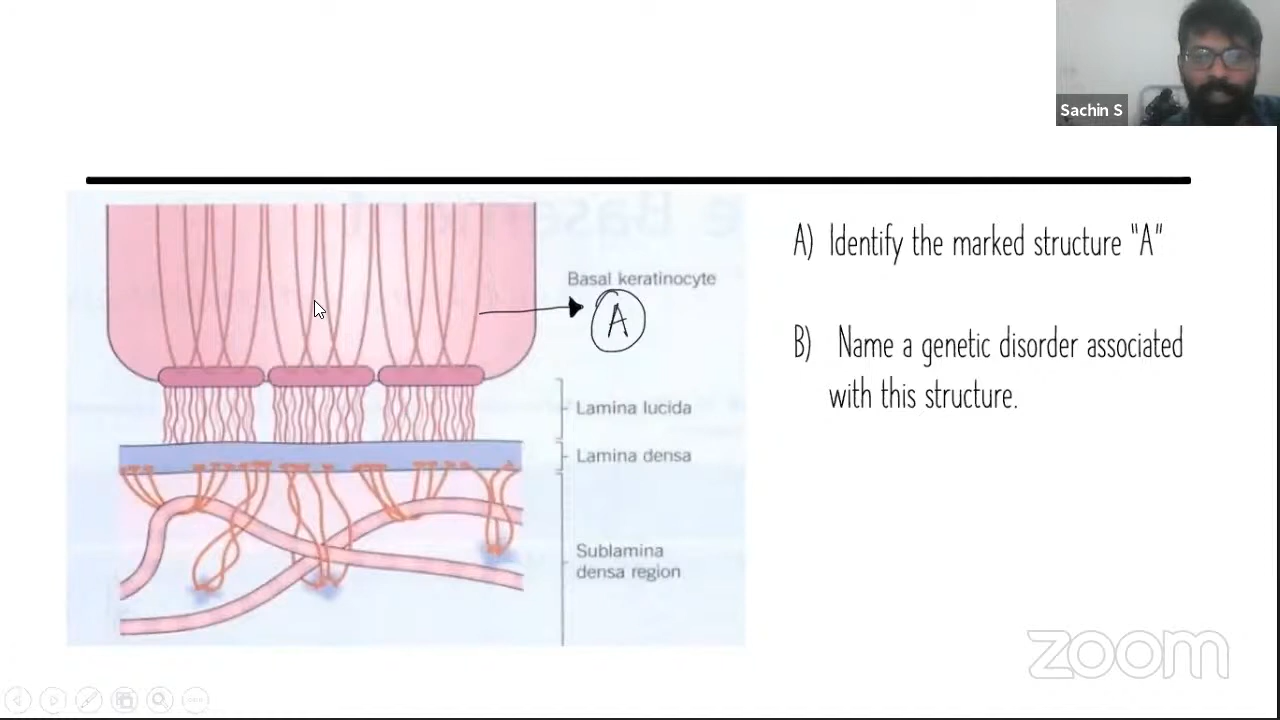 Sachin S
A) Identify the marked structure "A"
Basal keratinocyte
A
B) Name a genetic disorder associated
with this structure.
Lamina lucida
Lamina densa
Sublamina
densa region
zoom